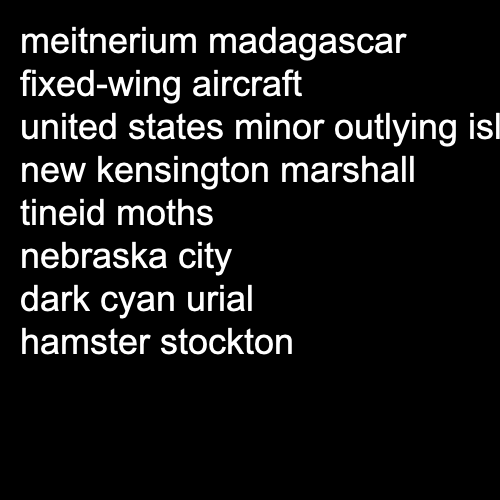 meitnerium madagascar
fixed-wing aircraft
united states minor outlying isl
new kensington marshall
tineid moths
nebraska city
dark cyan urial
hamster stockton